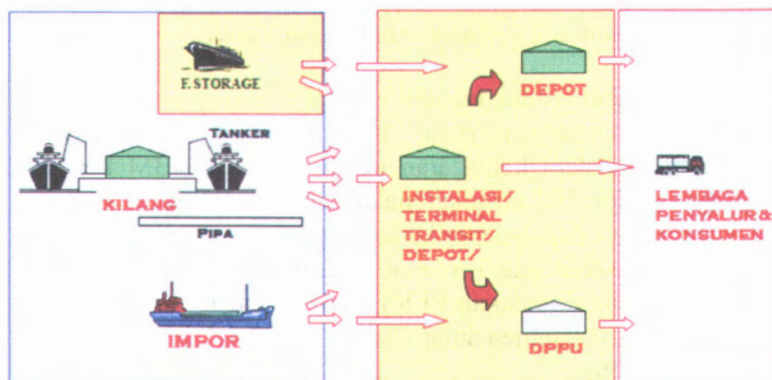 F. STORAGE
DEPOT
TANKER
KILANG
INSTALASI/
TERMINAL
TRANSIT/
DEPOT/
LEMBAGA
PENYALUR&
KONSUMEN
PIPA
IMPOR
DPPU